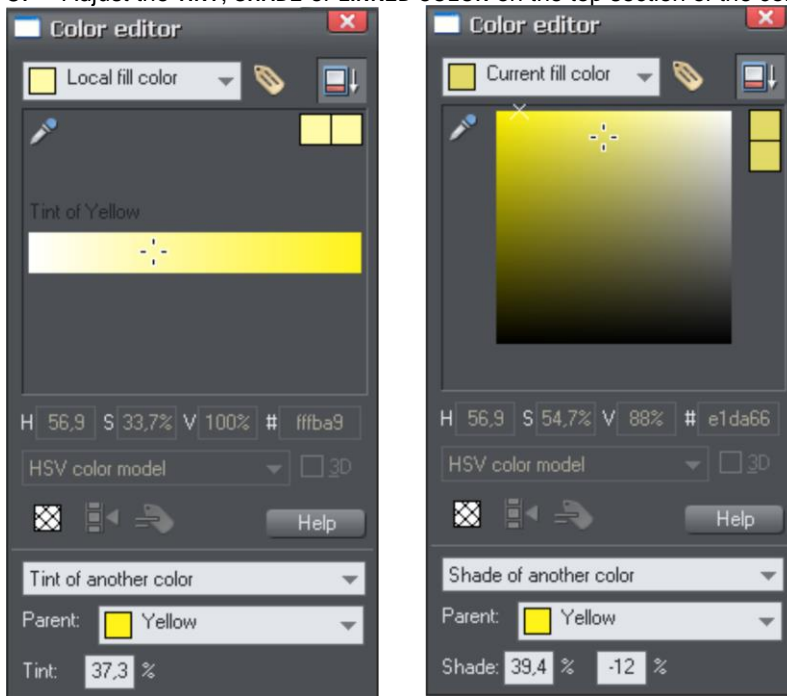 Color editor
Local fill color
Tint of Yellow
H 56,9 S 33,7% V 100% # fffba9
HSV color model 3D
Help
Tint of another color
Parent: Yellow
Tint: 37,3 %
Color editor
Current fill color
H 56,9 S 54,7% V 88% # e1da66
HSV color model 3D
Help
Shade of another color
Parent: Yellow
Shade: 39,4 % -12 %